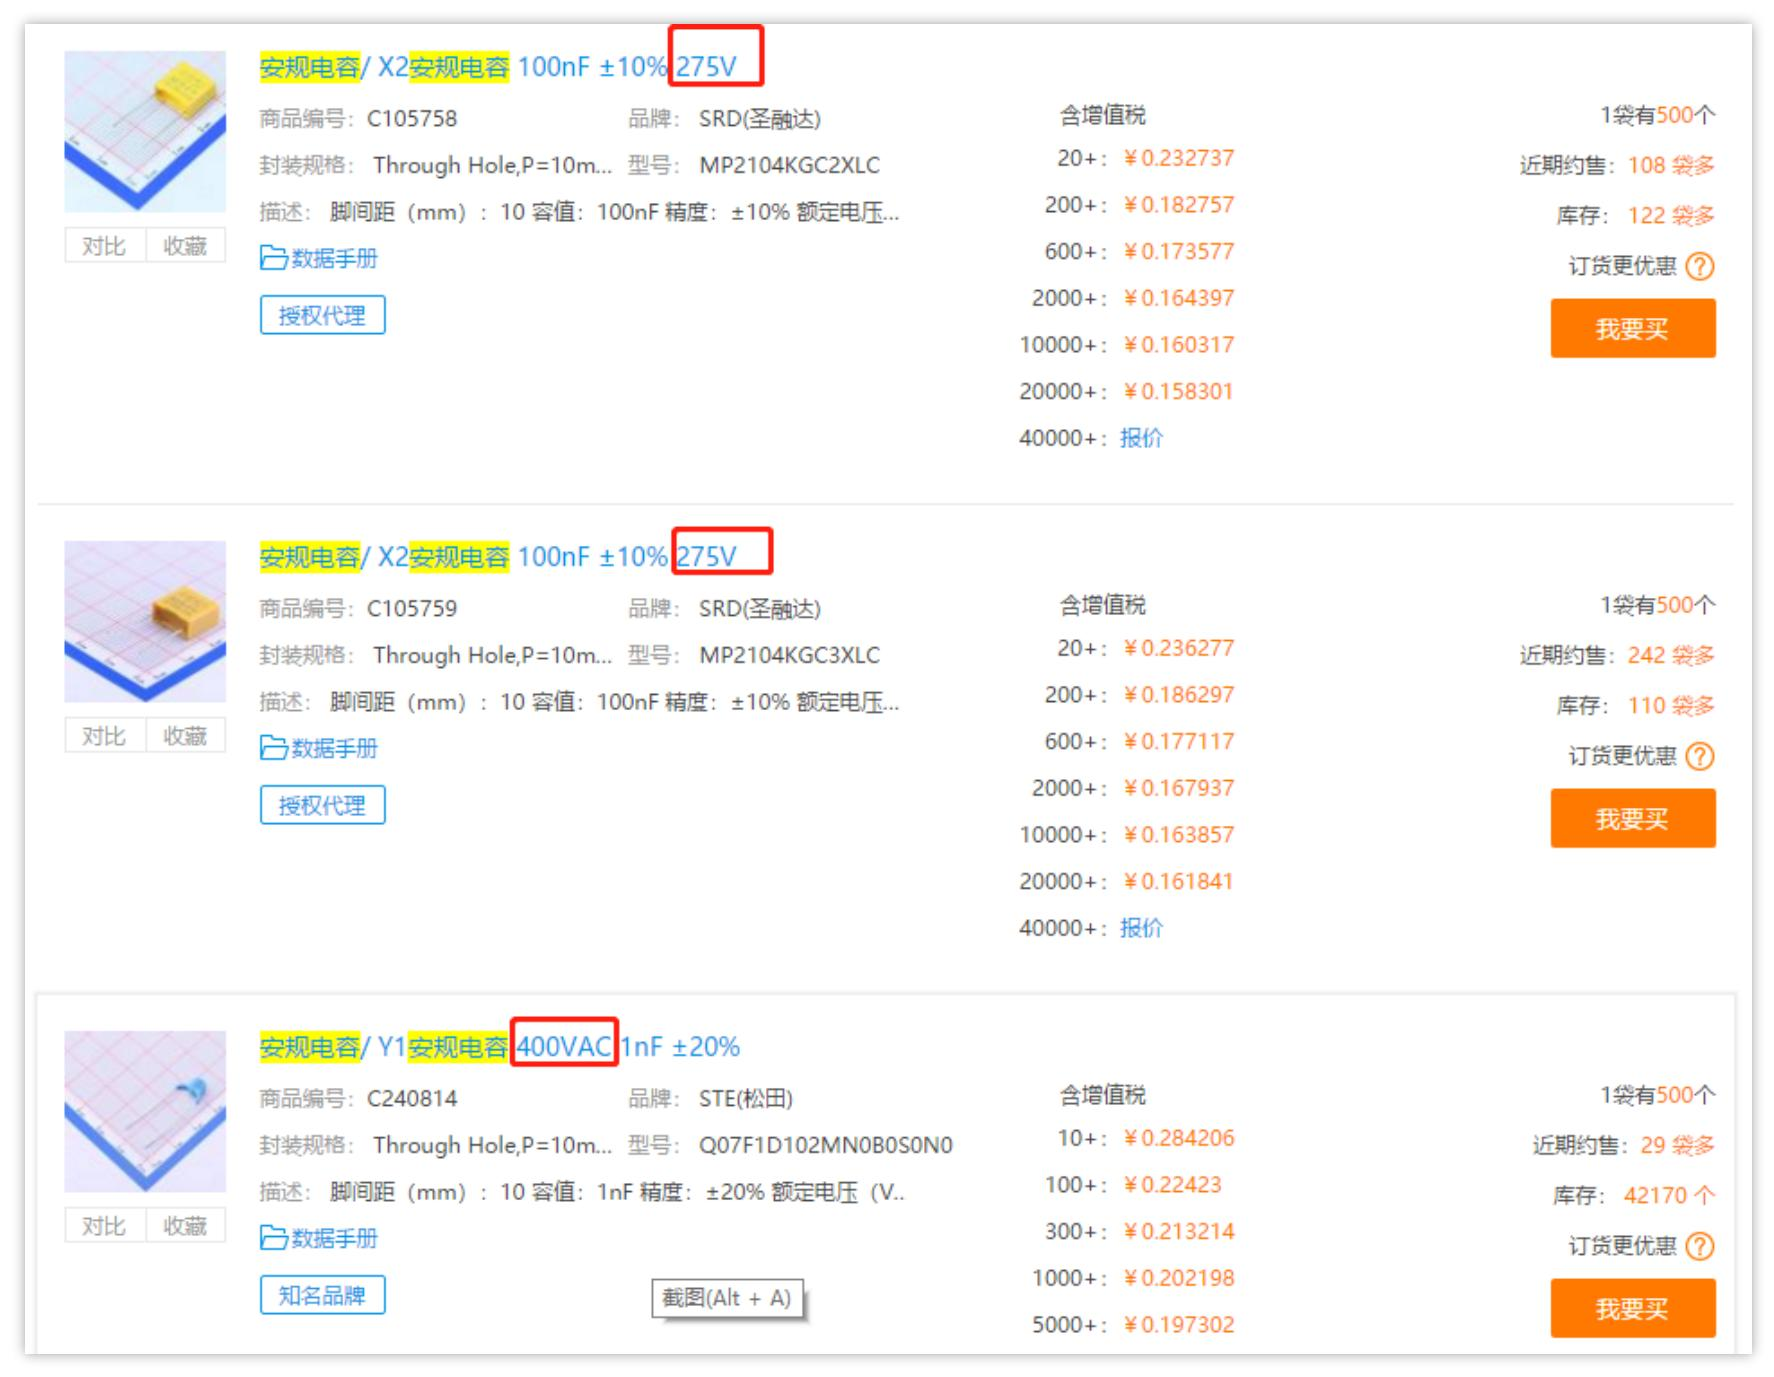 安规电容/ X2安规电容 100nF ±10% 275V
商品编号: C105758 品牌: SRD(圣融达)
封装规格: Through Hole,P=10m... 型号: MP2104KGC2XLC
描述: 脚间距（mm）: 10 容值: 100nF 精度: ±10% 额定电压...
数据手册
授权代理
对比 收藏
含增值税
20+: ¥0.232737
200+: ¥0.182757
600+: ¥0.173577
2000+: ¥0.164397
10000+: ¥0.160317
20000+: ¥0.158301
40000+: 报价
1袋有500个
近期约售: 108 袋多
库存: 122 袋多
订货更优惠 ?
我要买
安规电容/ X2安规电容 100nF ±10% 275V
商品编号: C105759 品牌: SRD(圣融达)
封装规格: Through Hole,P=10m... 型号: MP2104KGC3XLC
描述: 脚间距（mm）: 10 容值: 100nF 精度: ±10% 额定电压...
数据手册
授权代理
对比 收藏
含增值税
20+: ¥0.236277
200+: ¥0.186297
600+: ¥0.177117
2000+: ¥0.167937
10000+: ¥0.163857
20000+: ¥0.161841
40000+: 报价
1袋有500个
近期约售: 242 袋多
库存: 110 袋多
订货更优惠 ?
我要买
安规电容/ Y1安规电容 400VAC 1nF ±20%
商品编号: C240814 品牌: STE(松田)
封装规格: Through Hole,P=10m... 型号: Q07F1D102MN0B0S0N0
描述: 脚间距（mm）: 10 容值: 1nF 精度: ±20% 额定电压（V..
数据手册
知名品牌
对比 收藏
截图(Alt + A)
含增值税
10+: ¥0.284206
100+: ¥0.22423
300+: ¥0.213214
1000+: ¥0.202198
5000+: ¥0.197302
1袋有500个
近期约售: 29 袋多
库存: 42170 个
订货更优惠 ?
我要买